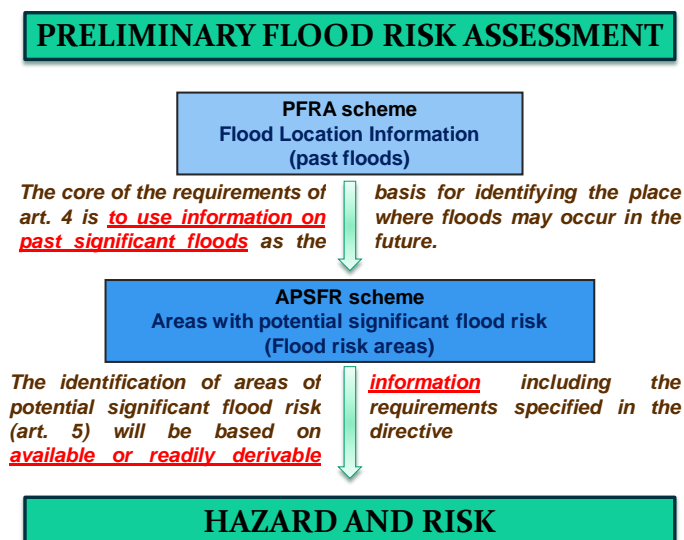 PRELIMINARY FLOOD RISK ASSESSMENT
PFRA scheme
Flood Location Information
(past floods)
The core of the requirements of
art. 4 is to use information on
past significant floods as the
basis for identifying the place
where floods may occur in the
future.
APSFR scheme
Areas with potential significant flood risk
(Flood risk areas)
The identification of areas of
potential significant flood risk
(art. 5) will be based on
available or readily derivable
information including the
requirements specified in the
directive
HAZARD AND RISK